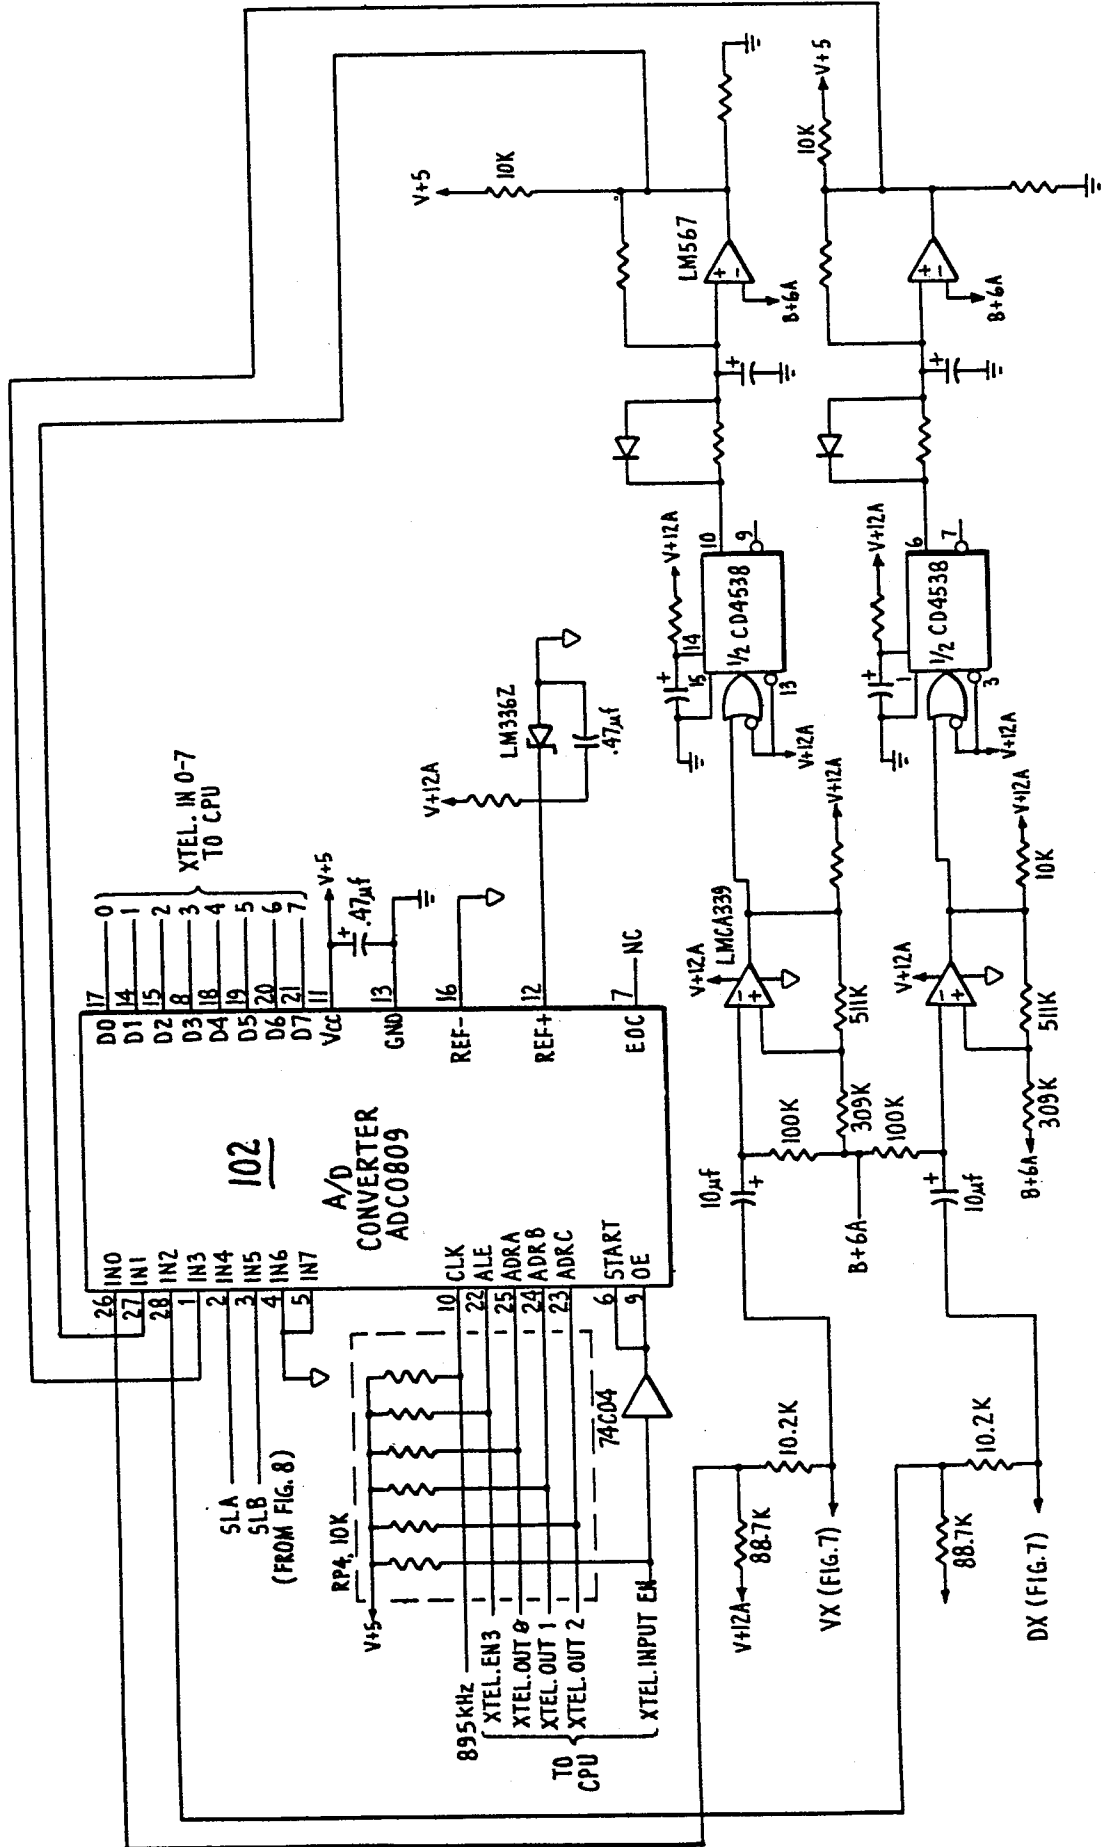 102
A/D
CONVERTER
ADC0809
26 IN0
27 IN1
28 IN2
1 IN3
2 IN4
3 IN5
4 IN6
5 IN7
10 CLK
22 ALE
25 ADRA
24 ADRB
23 ADRC
6 START
9 OE
D0 17 0
D1 14 1
D2 15 2
D3 8 3
D4 18 4
D5 19 5
D6 20 6
D7 21 7
XTEL. IN 0-7
TO CPU
VCC 11
V+5
+
.47µf
GND 13
REF- 16
REF+ 12
EOC 7 NC
V+12A
LM336Z
.47µf
SLA
SLB
(FROM FIG. 8)
RP4, 10K
V+5
895kHz
XTEL.EN3
XTEL.OUT 0
XTEL.OUT 1
XTEL.OUT 2
XTEL.INPUT EN
TO
CPU
74C04
V+12A
88.7K
10.2K
VX (FIG.7)
10µf
+
100K
309K
B+6A
100K
511K
V+12A
LMCA339
-
+
V+12A
+
15
14
V+12A
1/2 CD4538
13
V+12A
10
9
+
LM567
+
-
B+6A
V+5
10K
88.7K
10.2K
DX (FIG.7)
10µf
+
B+6A
309K
511K
10K
V+12A
V+12A
-
+
+
1
V+12A
1/2 CD4538
3
V+12A
6
7
+
+
-
B+6A
10K
V+5